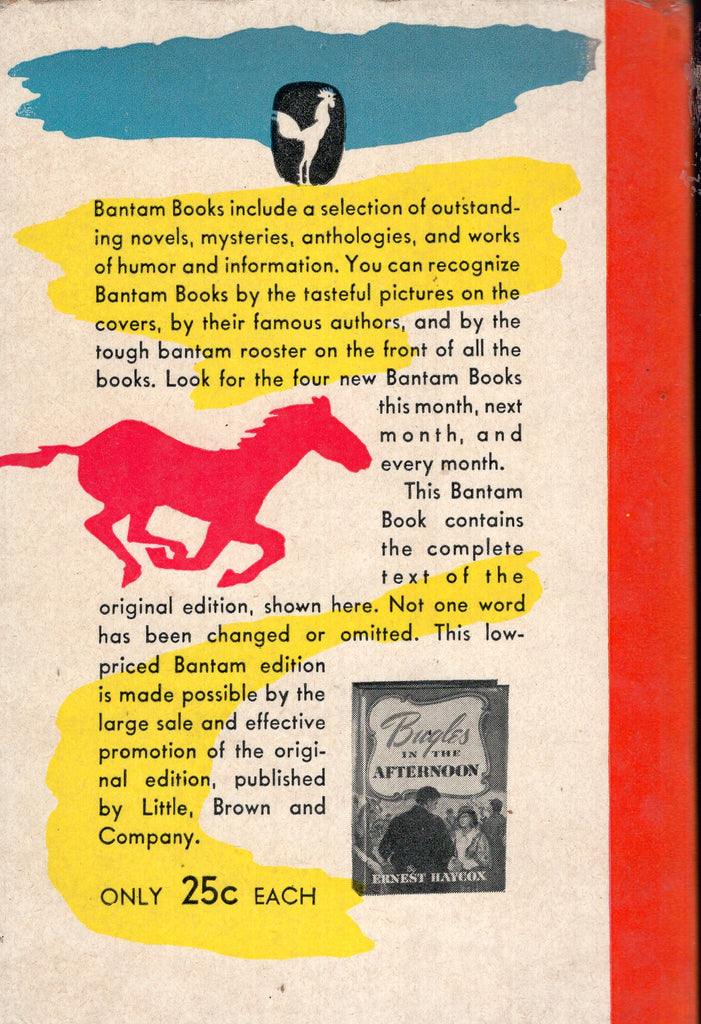 Bantam Books include a selection of outstand-
ing novels, mysteries, anthologies, and works
of humor and information. You can recognize
Bantam Books by the tasteful pictures on the
covers, by their famous authors, and by the
tough bantam rooster on the front of all the
books. Look for the four new Bantam Books
this month, next
month, and
every month.
This Bantam
Book contains
the complete
text of the
original edition, shown here. Not one word
has been changed or omitted. This low-
priced Bantam edition
is made possible by the
large sale and effective
promotion of the origi-
nal edition, published
by Little, Brown and
Company.
ONLY 25c EACH
Bugles
IN THE
AFTERNOON
ERNEST HAYCOX